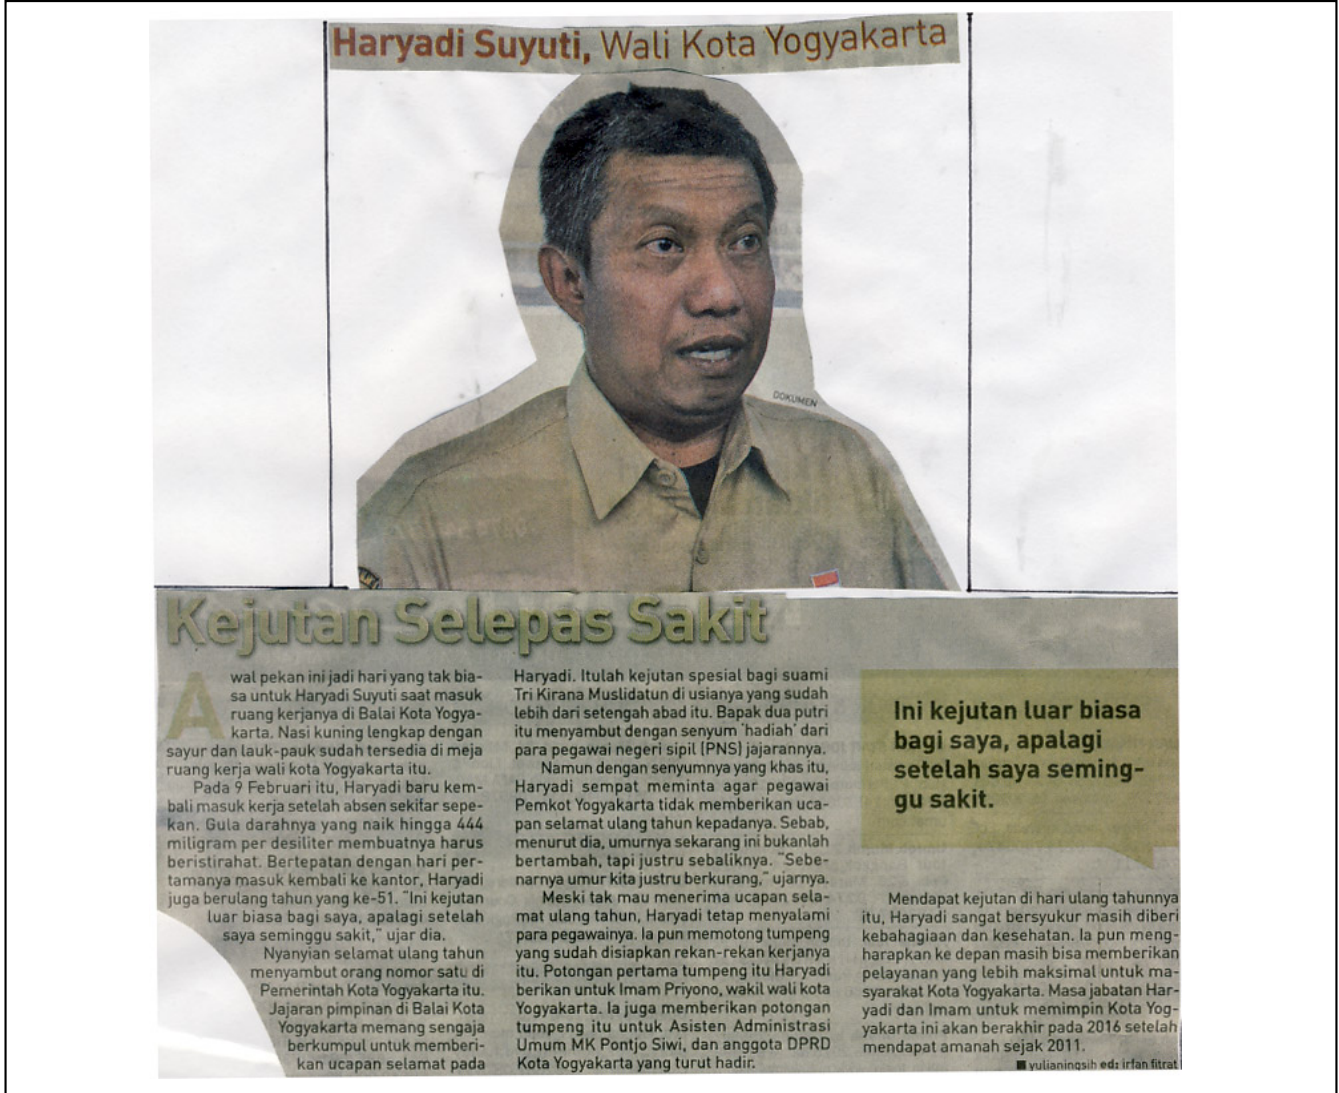 Haryadi Suyuti, Wali Kota Yogyakarta
DOKUMEN
Kejutan Selepas Sakit
Awal pekan ini jadi hari yang tak bia-
sa untuk Haryadi Suyuti saat masuk
ruang kerjanya di Balai Kota Yogya-
karta. Nasi kuning lengkap dengan
sayur dan lauk-pauk sudah tersedia di meja
ruang kerja wali kota Yogyakarta itu.
Pada 9 Februari itu, Haryadi baru kem-
bali masuk kerja setelah absen sekitar sepe-
kan. Gula darahnya yang naik hingga 444
miligram per desiliter membuatnya harus
beristirahat. Bertepatan dengan hari per-
tamanya masuk kembali ke kantor, Haryadi
juga berulang tahun yang ke-51. "Ini kejutan
luar biasa bagi saya, apalagi setelah
saya seminggu sakit," ujar dia.
Nyanyian selamat ulang tahun
menyambut orang nomor satu di
Pemerintah Kota Yogyakarta itu.
Jajaran pimpinan di Balai Kota
Yogyakarta memang sengaja
berkumpul untuk memberi-
kan ucapan selamat pada
Haryadi. Itulah kejutan spesial bagi suami
Tri Kirana Muslidatun di usianya yang sudah
lebih dari setengah abad itu. Bapak dua putri
itu menyambut dengan senyum 'hadiah' dari
para pegawai negeri sipil (PNS) jajarannya.
Namun dengan senyumnya yang khas itu,
Haryadi sempat meminta agar pegawai
Pemkot Yogyakarta tidak memberikan uca-
pan selamat ulang tahun kepadanya. Sebab,
menurut dia, umurnya sekarang ini bukanlah
bertambah, tapi justru sebaliknya. "Sebe-
narnya umur kita justru berkurang," ujarnya.
Meski tak mau menerima ucapan sela-
mat ulang tahun, Haryadi tetap menyalami
para pegawainya. Ia pun memotong tumpeng
yang sudah disiapkan rekan-rekan kerjanya
itu. Potongan pertama tumpeng itu Haryadi
berikan untuk Imam Priyono, wakil wali kota
Yogyakarta. Ia juga memberikan potongan
tumpeng itu untuk Asisten Administrasi
Umum MK Pontjo Siwi, dan anggota DPRD
Kota Yogyakarta yang turut hadir.
Ini kejutan luar biasa
bagi saya, apalagi
setelah saya seming-
gu sakit.
Mendapat kejutan di hari ulang tahunnya
itu, Haryadi sangat bersyukur masih diberi
kebahagiaan dan kesehatan. Ia pun meng-
harapkan ke depan masih bisa memberikan
pelayanan yang lebih maksimal untuk ma-
syarakat Kota Yogyakarta. Masa jabatan Har-
yadi dan Imam untuk memimpin Kota Yog-
yakarta ini akan berakhir pada 2016 setelah
mendapat amanah sejak 2011.
■ yulianingsih ed: irfan fitrat